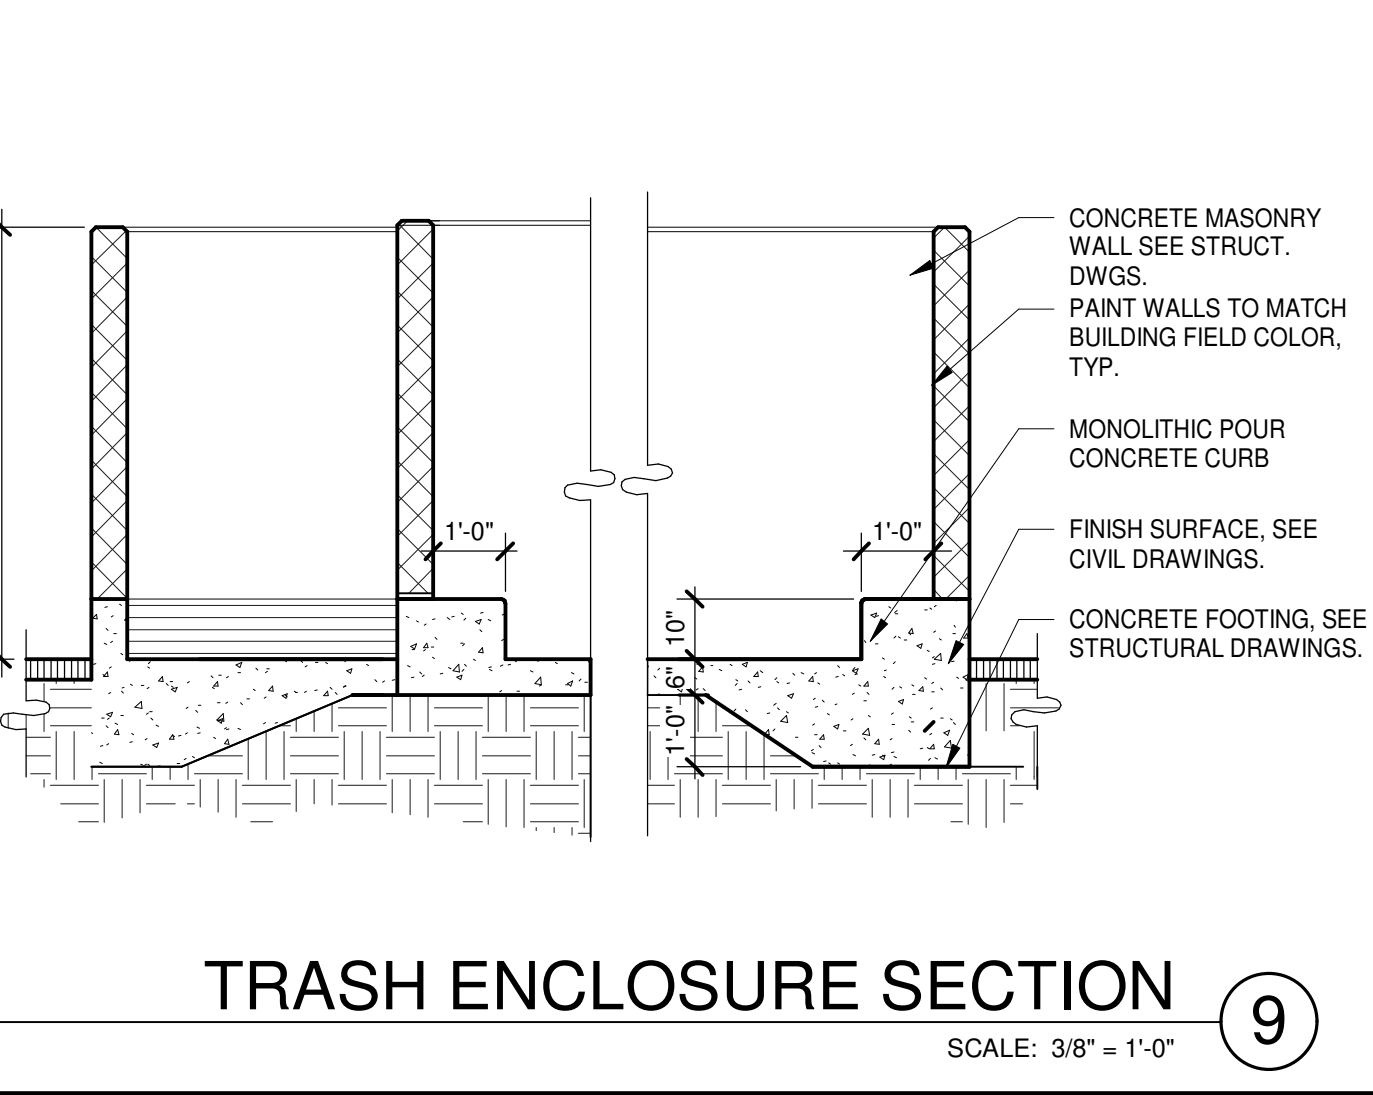 CONCRETE MASONRY
WALL SEE STRUCT.
DWGS.
PAINT WALLS TO MATCH
BUILDING FIELD COLOR,
TYP.
MONOLITHIC POUR
CONCRETE CURB
1'-0"
1'-0"
FINISH SURFACE, SEE
CIVIL DRAWINGS.
CONCRETE FOOTING, SEE
STRUCTURAL DRAWINGS.
10"
6"
1'-0"
TRASH ENCLOSURE SECTION
9
SCALE: 3/8" = 1'-0"